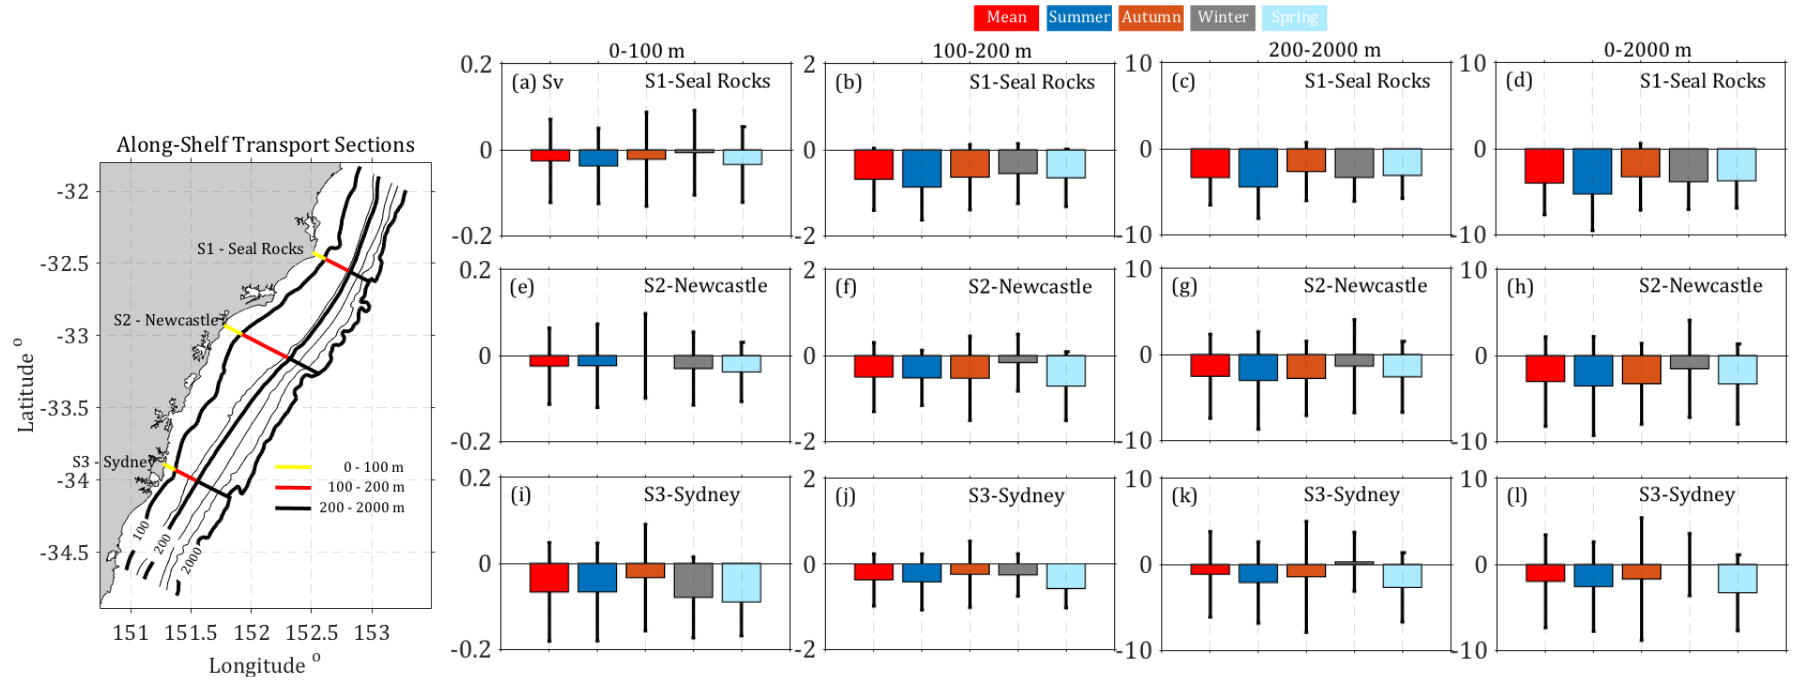 Mean Summer Autumn Winter Spring
0-100 m 100-200 m 200-2000 m 0-2000 m
0.2 (a) Sv S1-Seal Rocks
0
-0.2
2 (b) S1-Seal Rocks
0
-2
10 (c) S1-Seal Rocks
0
-10
10 (d) S1-Seal Rocks
0
-10
0.2 (e) S2-Newcastle
0
-0.2
2 (f) S2-Newcastle
0
-2
10 (g) S2-Newcastle
0
-10
10 (h) S2-Newcastle
0
-10
0.2 (i) S3-Sydney
0
-0.2
2 (j) S3-Sydney
0
-2
10 (k) S3-Sydney
0
-10
10 (l) S3-Sydney
0
-10
Along-Shelf Transport Sections
-32
S1 - Seal Rocks
-32.5
S2 - Newcastle
-33
-33.5
S3 - Sydney
-34
-34.5
0 - 100 m
100 - 200 m
200 - 2000 m
100
200
2000
151 151.5 152 152.5 153
Longitude o
Latitude o